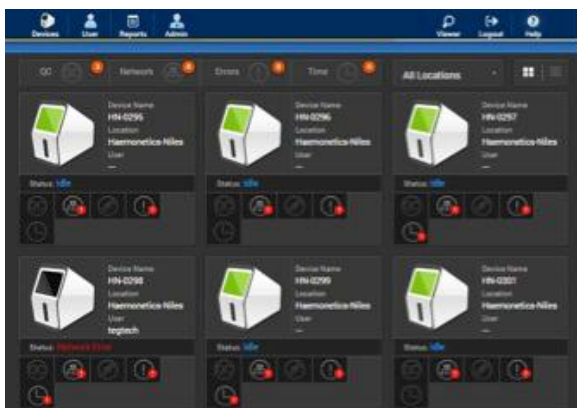 Devices User Reports Admin Viewer Logout Help
QC Network Errors Time All Locations
Device Name
HN-0295
Location
Haemonetics-Niles
User
—
Status: Idle
Device Name
HN-0296
Location
Haemonetics-Niles
User
—
Status: Idle
Device Name
HN-0297
Location
Haemonetics-Niles
User
—
Status: Idle
Device Name
HN-0298
Location
Haemonetics-Niles
User
tegtech
Status: Network Error
Device Name
HN-0299
Location
Haemonetics-Niles
User
—
Status: Idle
Device Name
HN-0301
Location
Haemonetics-Niles
User
—
Status: Idle